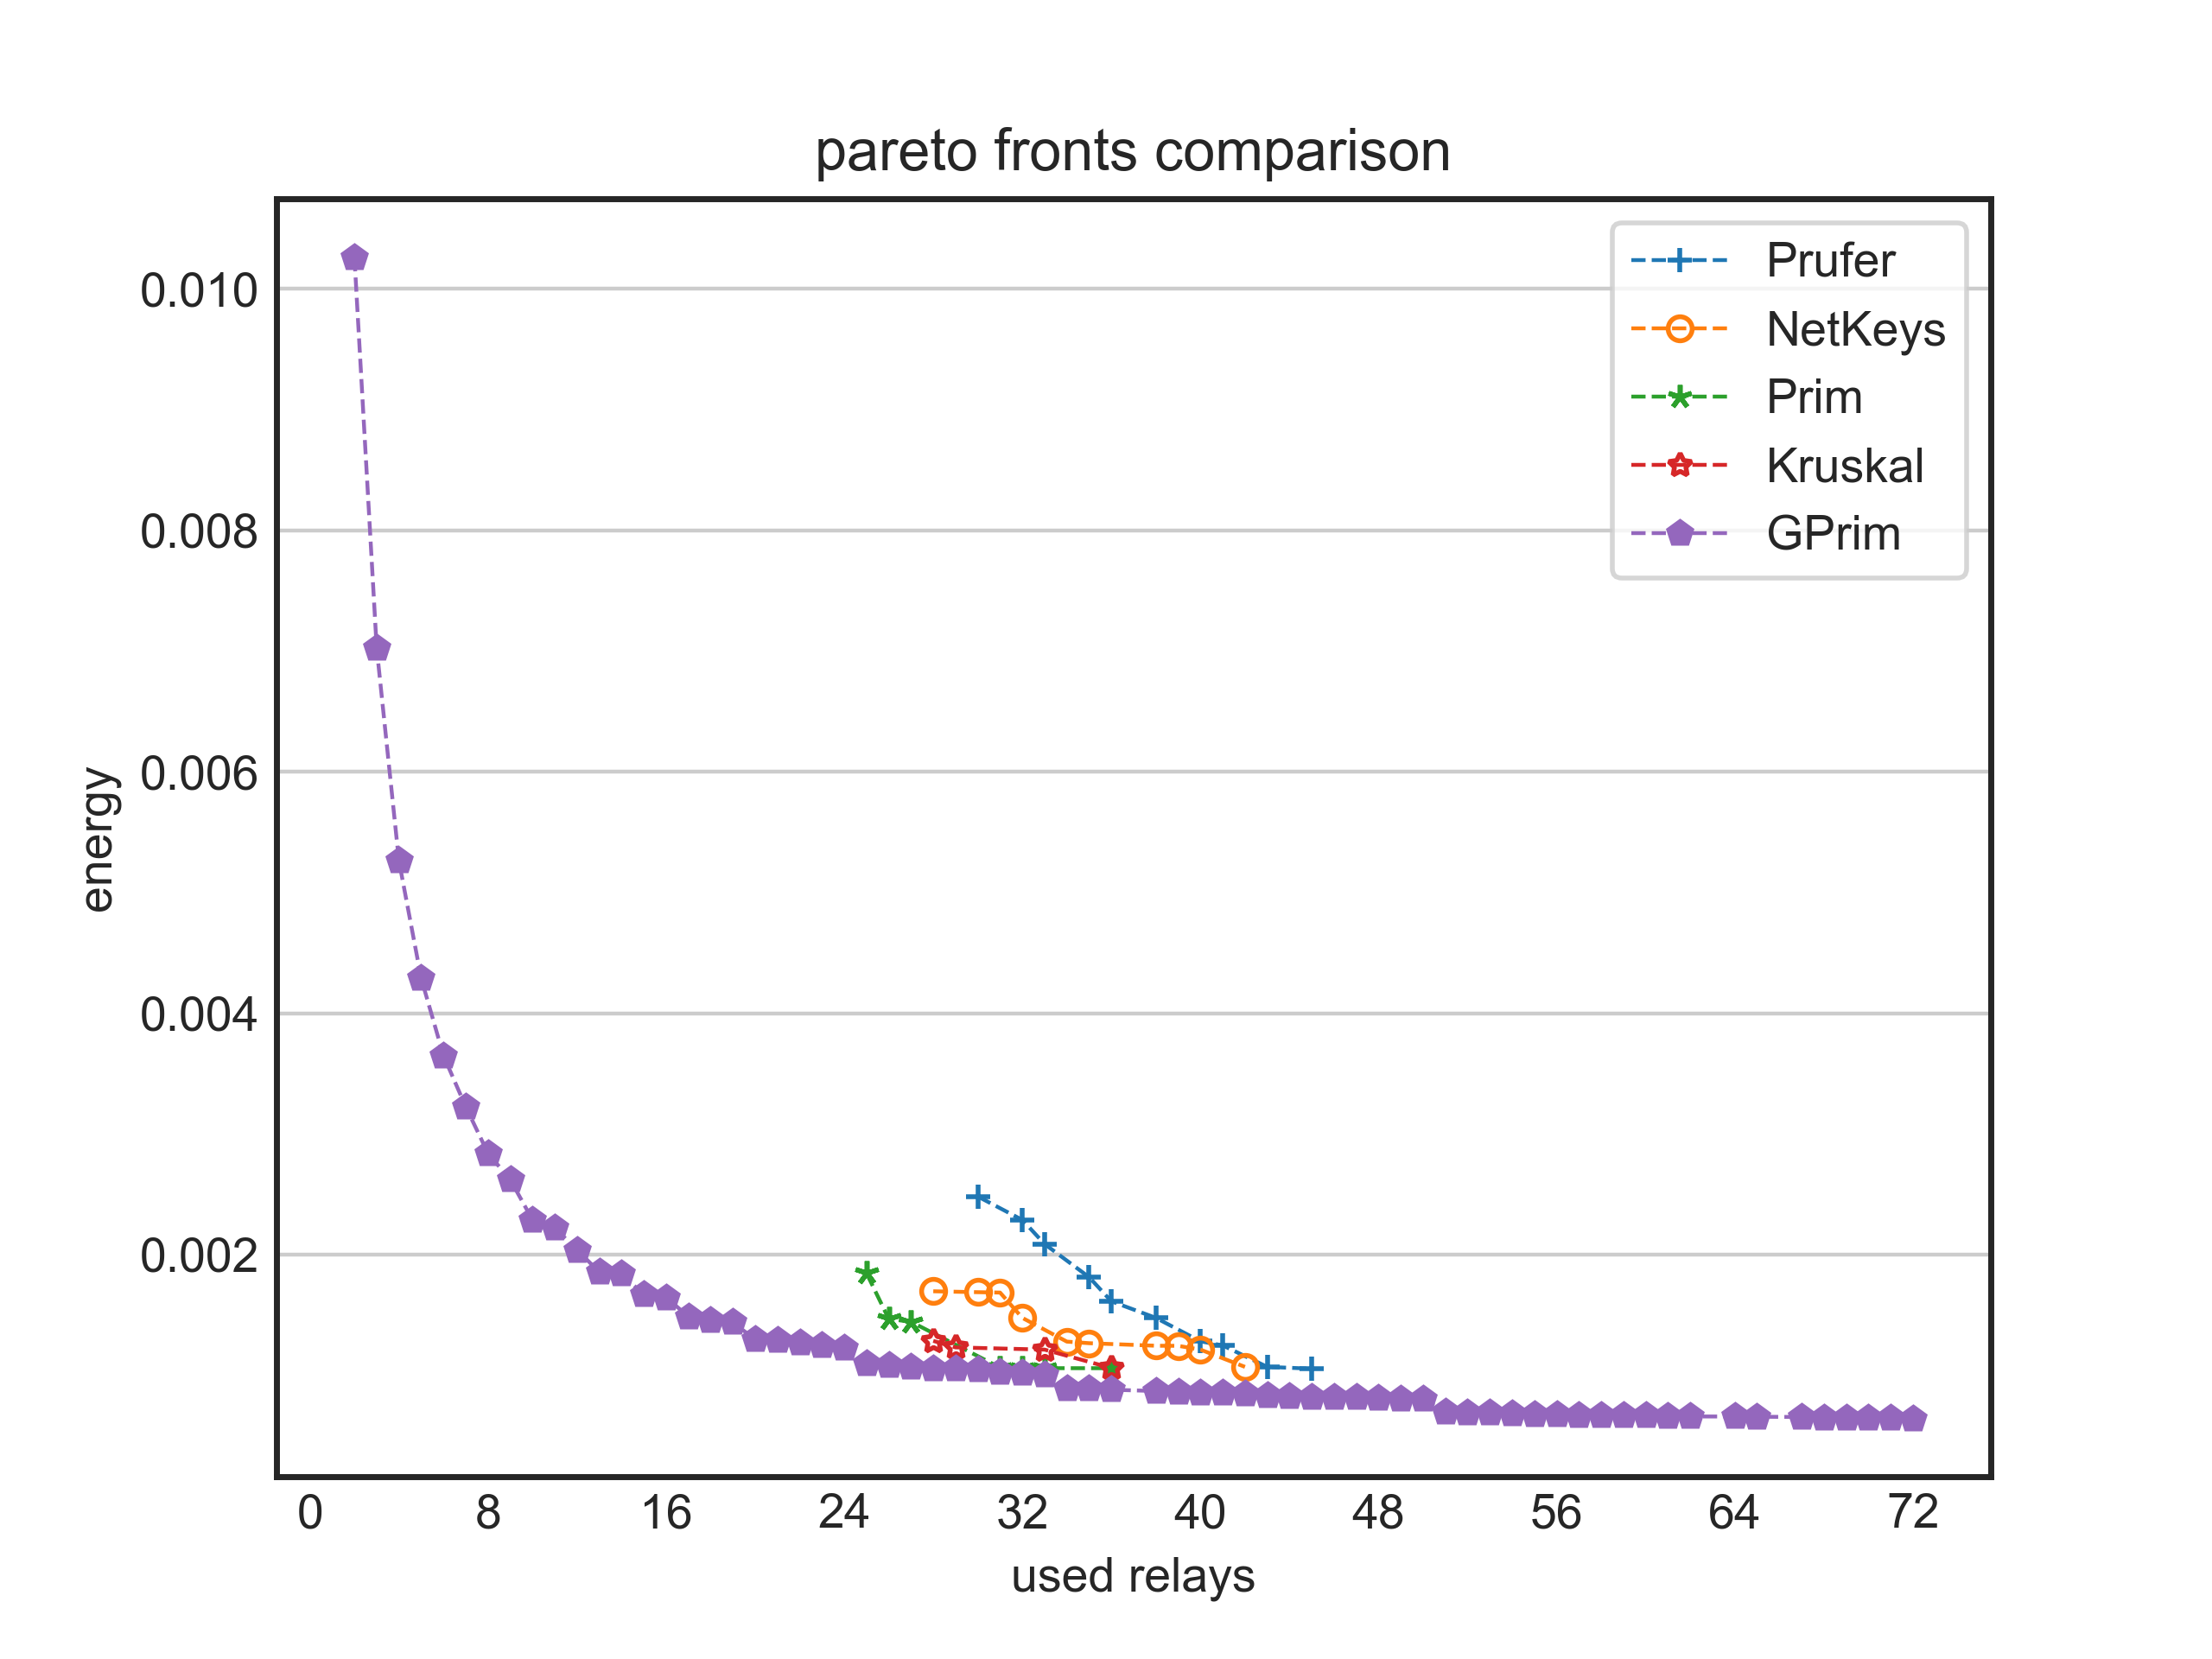 pareto fronts comparison
Prufer
NetKeys
Prim
Kruskal
GPrim
0.010
0.008
0.006
0.004
0.002
energy
0 8 16 24 32 40 48 56 64 72
used relays